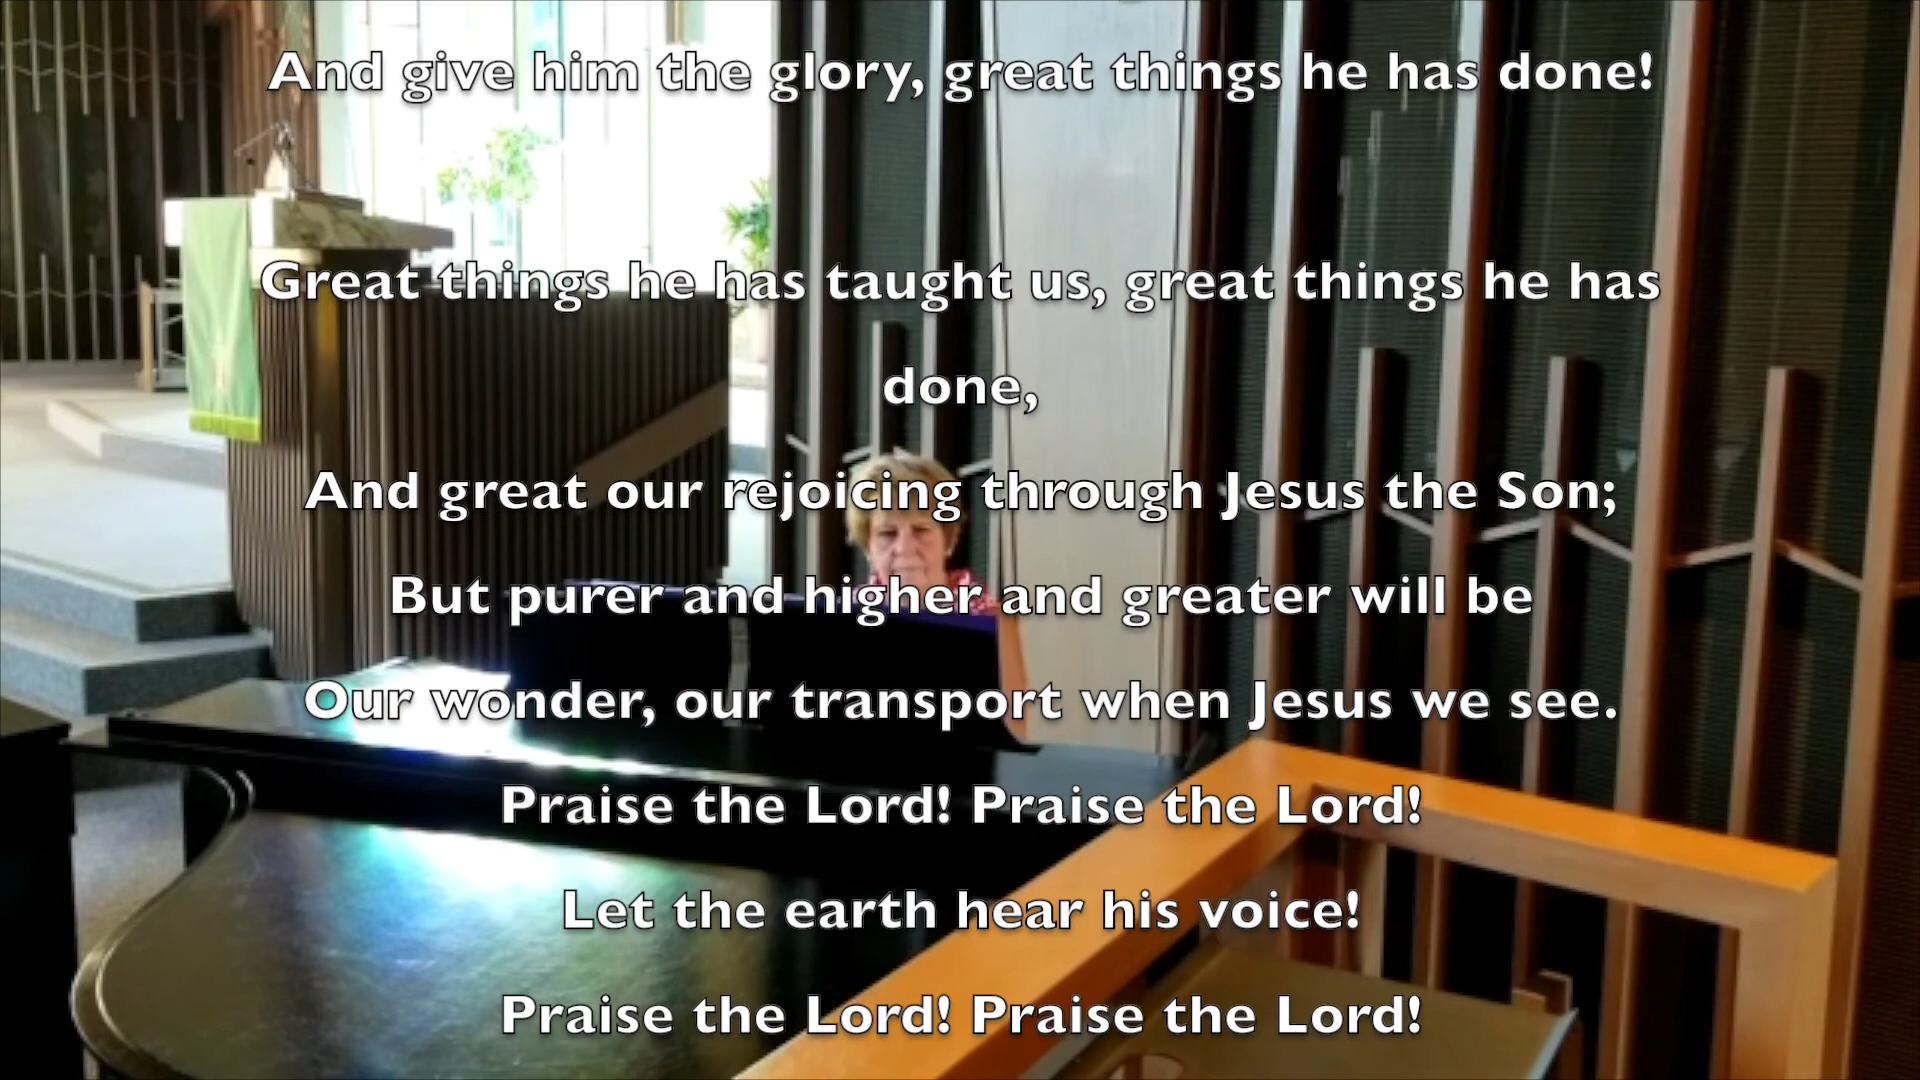 And give him the glory, great things he has done!
Great things he has taught us, great things he has
done,
And great our rejoicing through Jesus the Son;
But purer and higher and greater will be
Our wonder, our transport when Jesus we see.
Praise the Lord! Praise the Lord!
Let the earth hear his voice!
Praise the Lord! Praise the Lord!